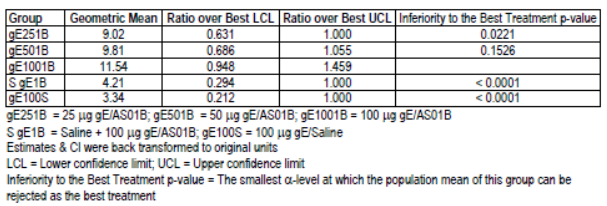 Group Geometric Mean Ratio over Best LCL Ratio over Best UCL Inferiority to the Best Treatment p-value
gE251B 9.02 0.631 1.000 0.0221
gE501B 9.81 0.686 1.055 0.1526
gE1001B 11.54 0.948 1.459
S gE1B 4.21 0.294 1.000 < 0.0001
gE100S 3.34 0.212 1.000 < 0.0001
gE251B = 25 µg gE/AS01B; gE501B = 50 µg gE/AS01B; gE1001B = 100 µg gE/AS01B
S gE1B = Saline + 100 µg gE/AS01B; gE100S = 100 µg gE/Saline
Estimates & CI were back transformed to original units
LCL = Lower confidence limit; UCL = Upper confidence limit
Inferiority to the Best Treatment p-value = The smallest α-level at which the population mean of this group can be
rejected as the best treatment